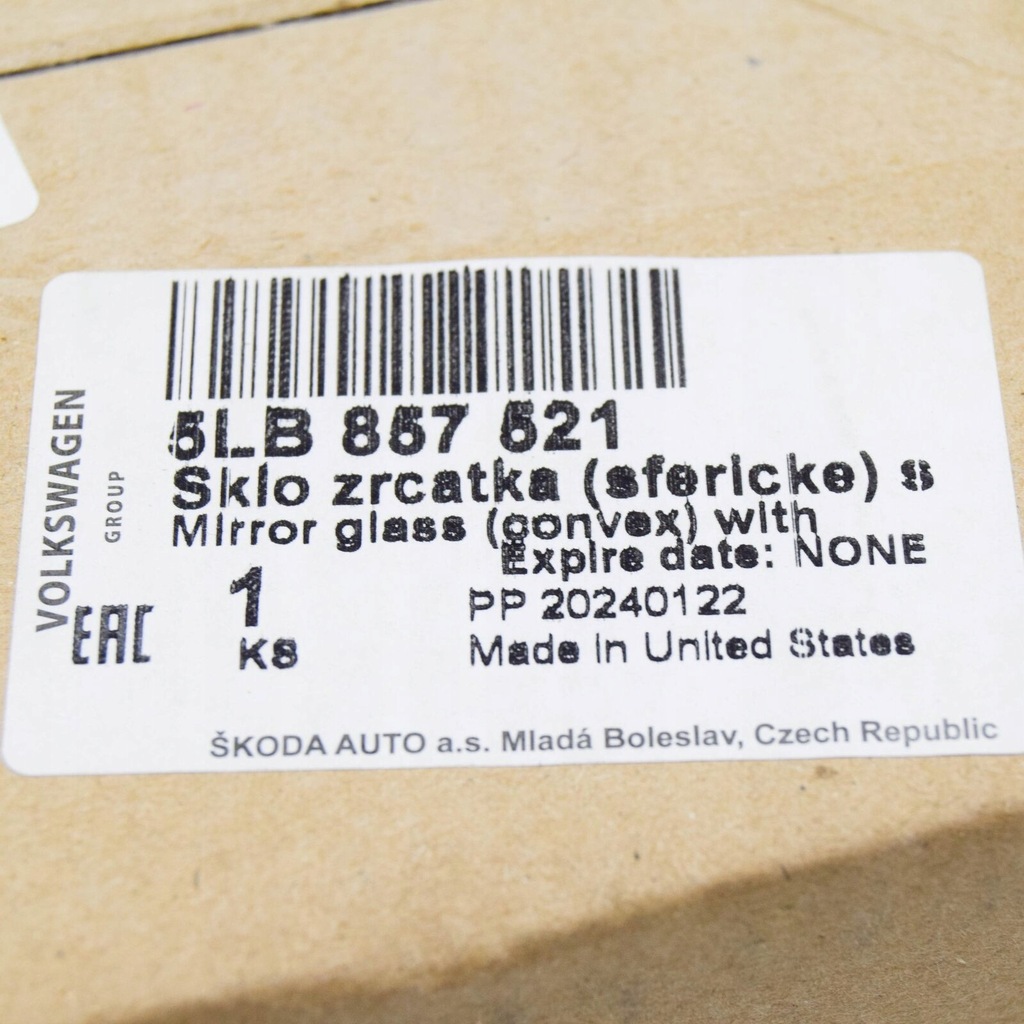 VOLKSWAGEN
GROUP
5LB 857 521
Sklo zrcatka (sfericke) s
Mirror glass (convex) with
Expire date: NONE
1
KS
PP 20240122
Made in United States
EAC
ŠKODA AUTO a.s. Mladá Boleslav, Czech Republic